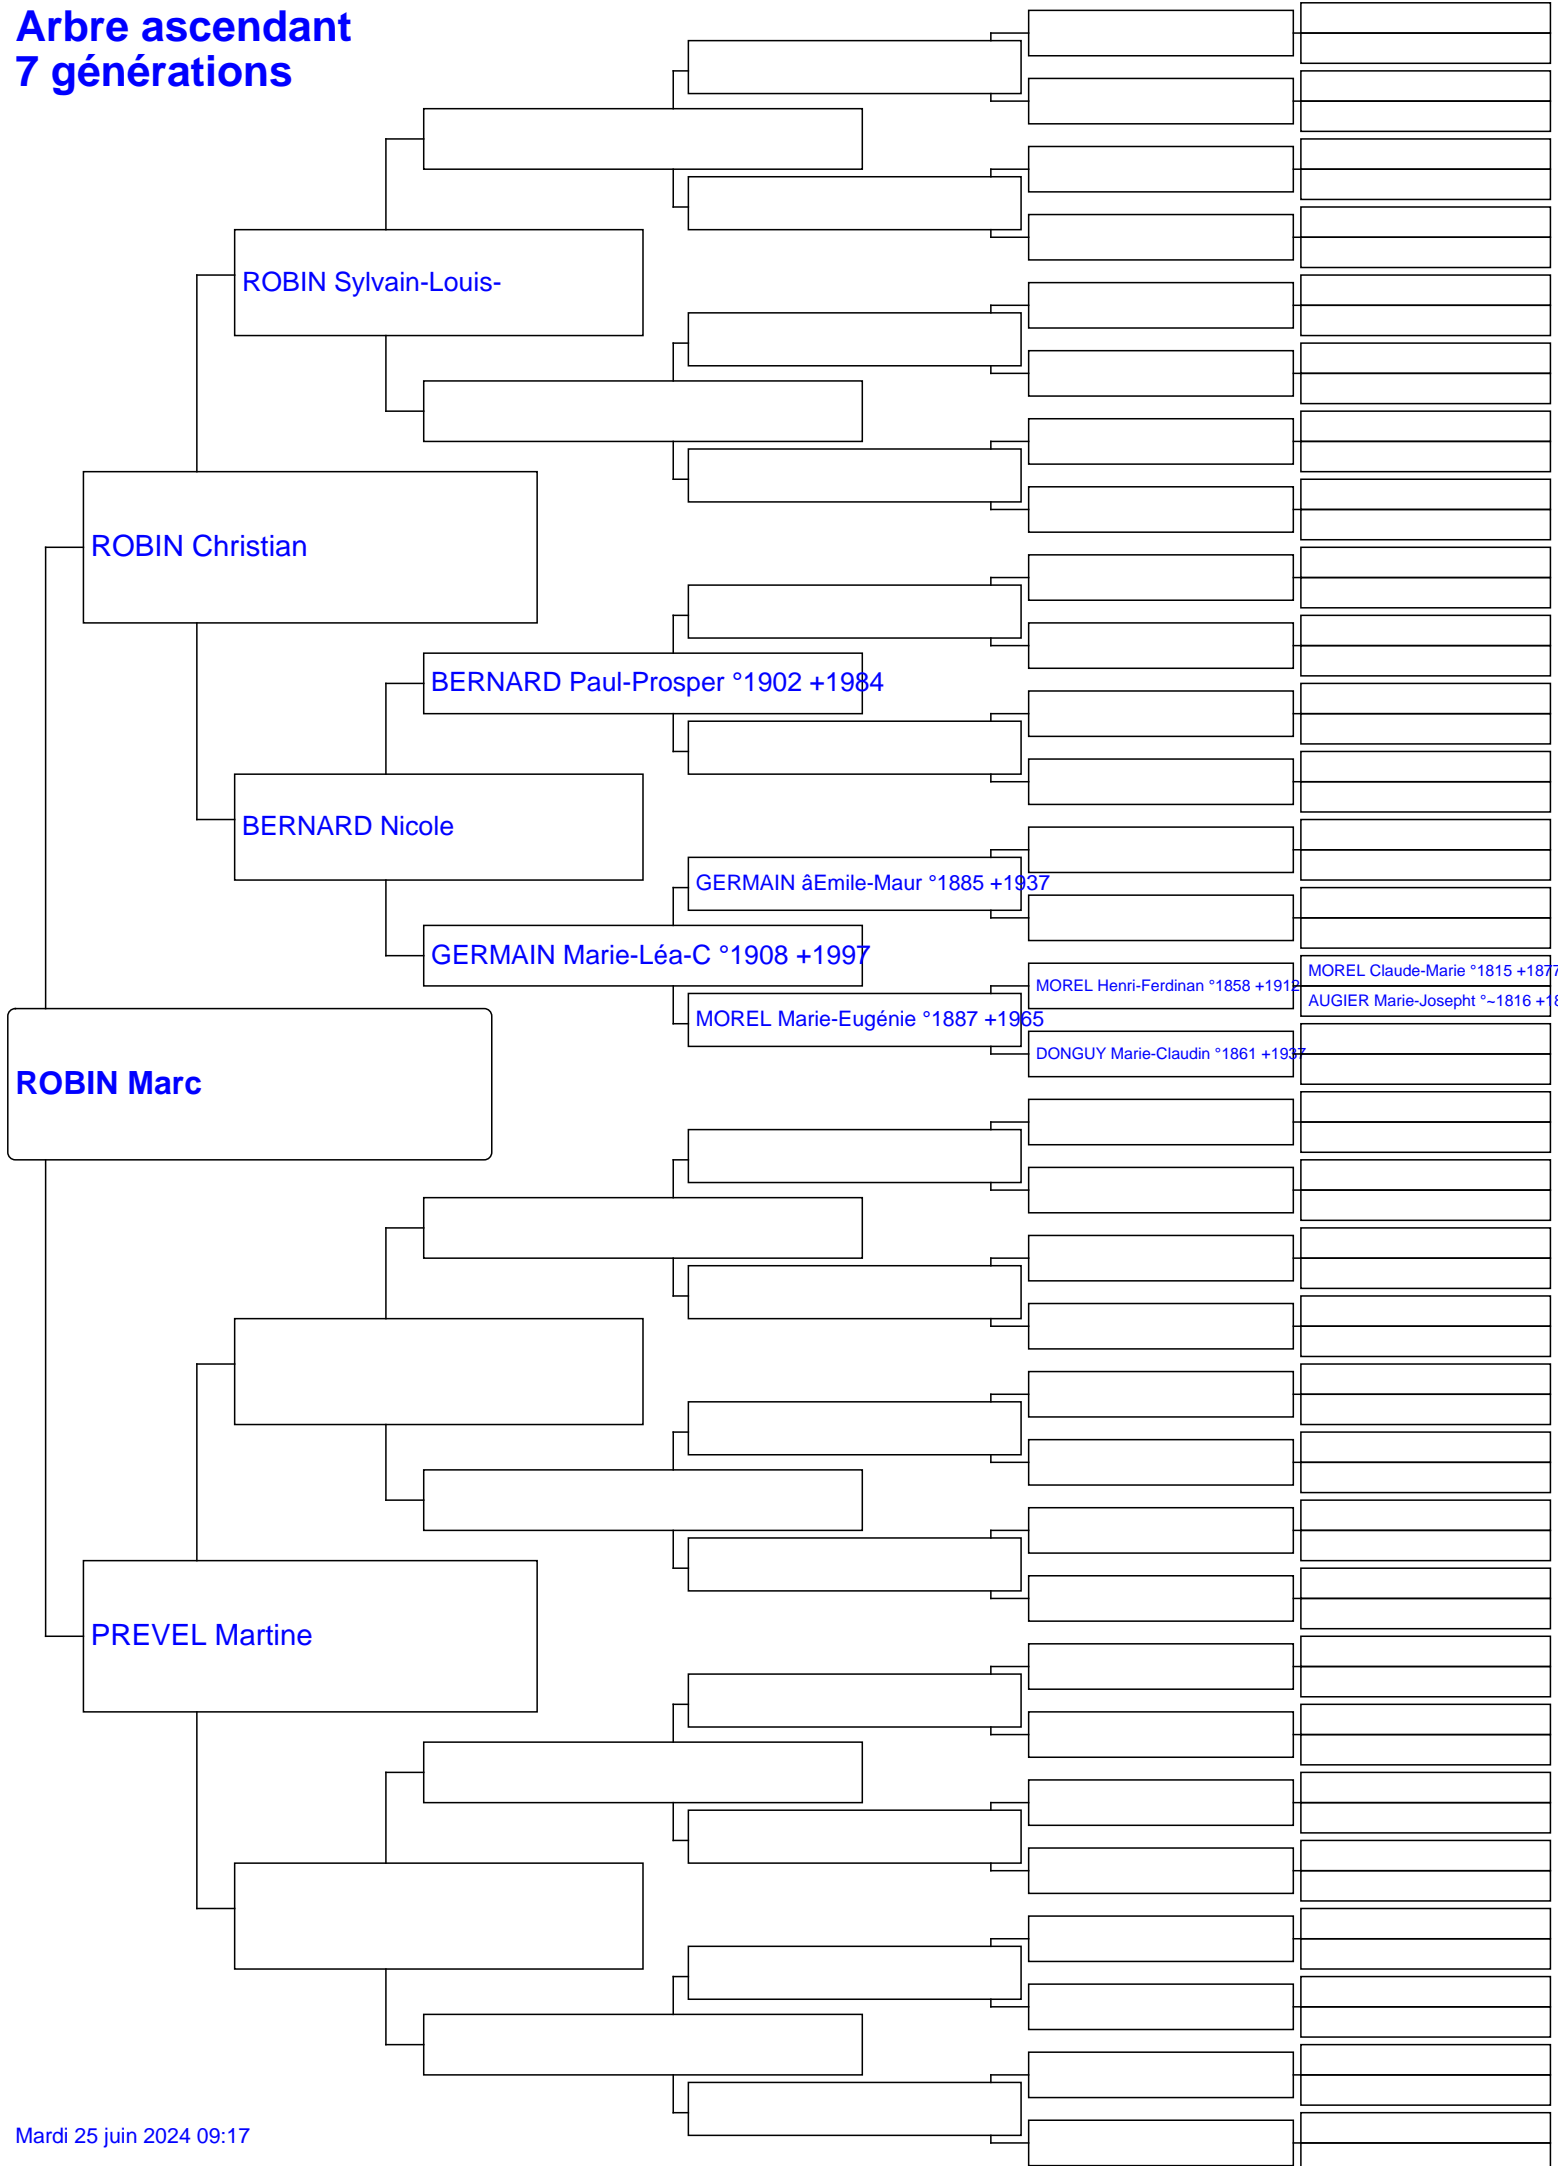 Arbre ascendant
7 générations
ROBIN Sylvain-Louis-
ROBIN Christian
BERNARD Paul-Prosper °1902 +1984
BERNARD Nicole
GERMAIN âEmile-Maur °1885 +1937
GERMAIN Marie-Léa-C °1908 +1997
MOREL Claude-Marie °1815 +1877
MOREL Henri-Ferdinan °1858 +1912
AUGIER Marie-Josepht °~1816 +18
MOREL Marie-Eugénie °1887 +1965
DONGUY Marie-Claudin °1861 +1937
ROBIN Marc
PREVEL Martine
Mardi 25 juin 2024 09:17